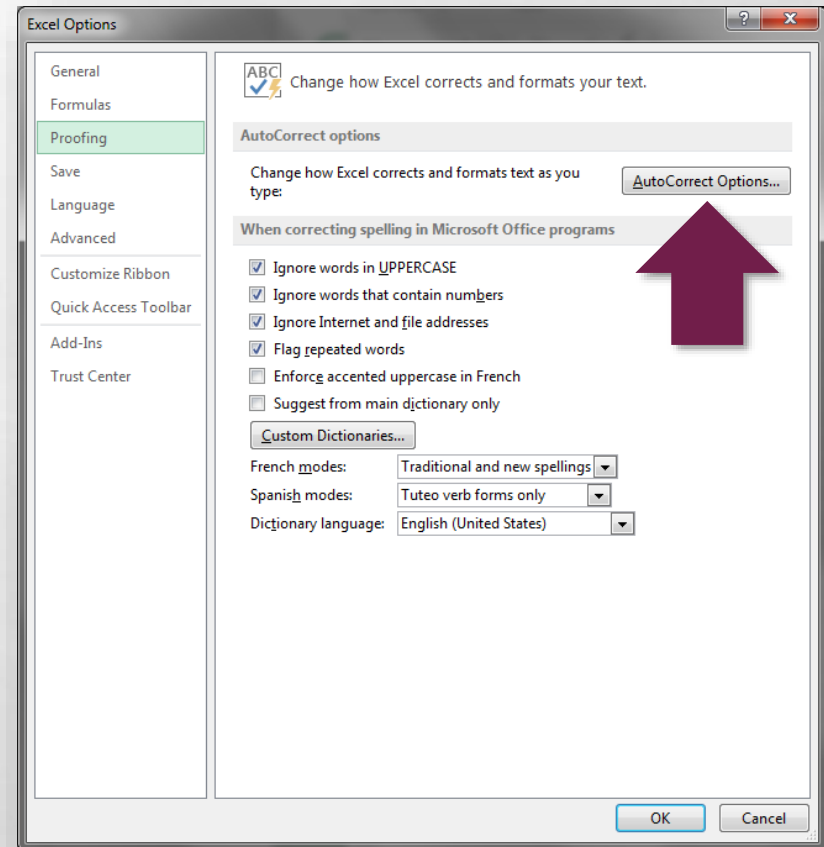 Excel Options
General
Formulas
Proofing
Save
Language
Advanced
Customize Ribbon
Quick Access Toolbar
Add-Ins
Trust Center
ABC
Change how Excel corrects and formats your text.
AutoCorrect options
Change how Excel corrects and formats text as you
type:
AutoCorrect Options...
When correcting spelling in Microsoft Office programs
Ignore words in UPPERCASE
Ignore words that contain numbers
Ignore Internet and file addresses
Flag repeated words
Enforce accented uppercase in French
Suggest from main dictionary only
Custom Dictionaries...
French modes: Traditional and new spellings
Spanish modes: Tuteo verb forms only
Dictionary language: English (United States)
OK Cancel